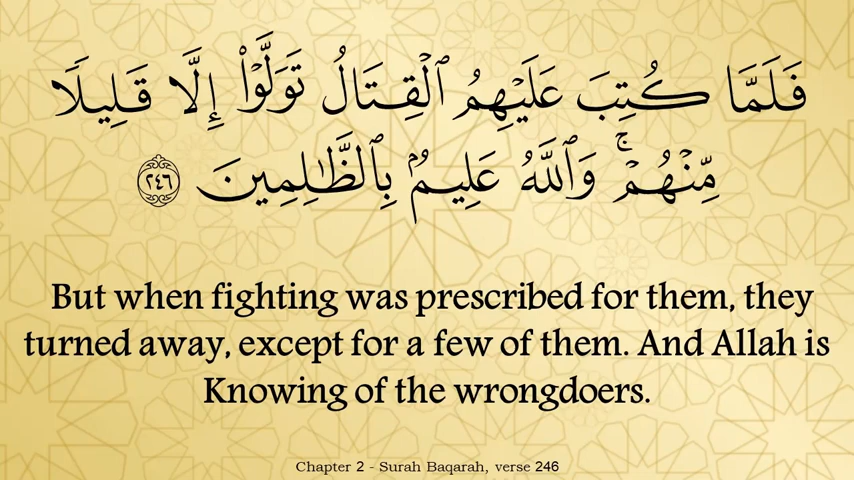 فَلَمَّا كُتِبَ عَلَيْهِمُ ٱلْقِتَالُ تَوَلَّوْا۟ إِلَّا قَلِيلًا
مِّنْهُمْ ۚ وَٱللَّهُ عَلِيمٌۢ بِٱلظَّـٰلِمِينَ ٢٤٦
But when fighting was prescribed for them, they
turned away, except for a few of them. And Allah is
Knowing of the wrongdoers.
Chapter 2 - Surah Baqarah, verse 246